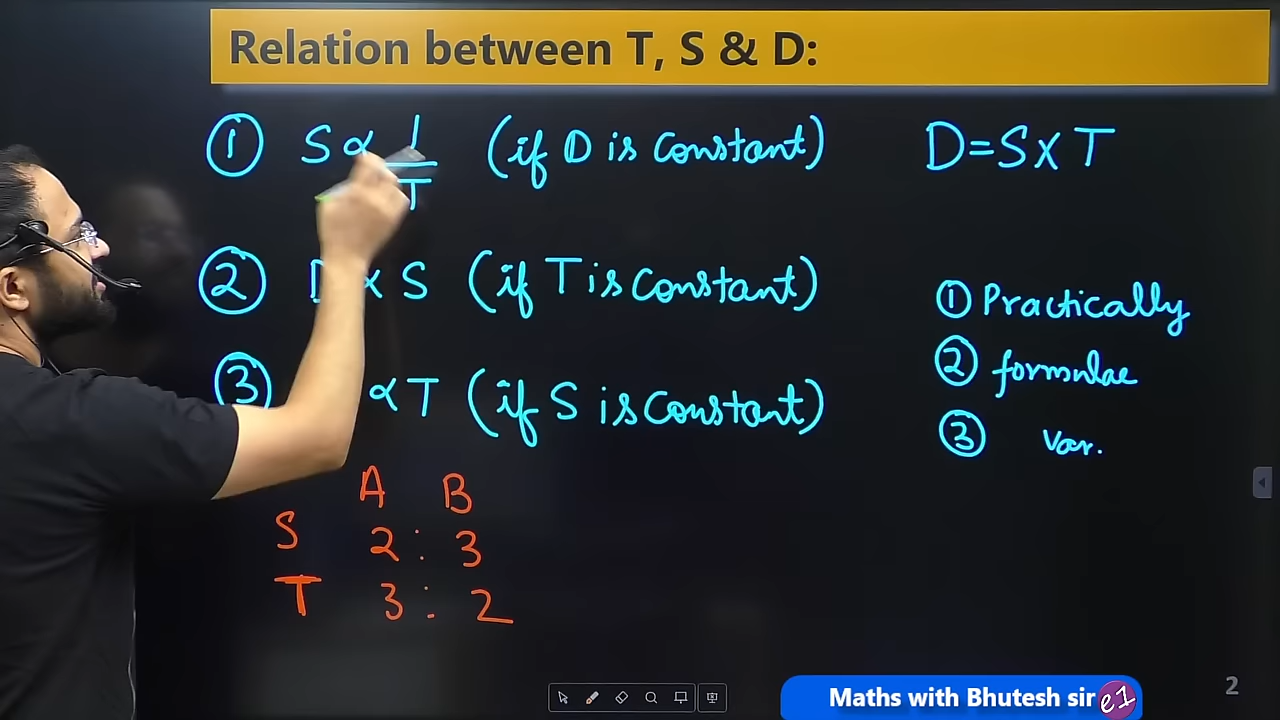 Relation between T, S & D:
① S ∝ 1/T (if D is constant) D=S×T
② D ∝ S (if T is constant)
③ ∝ T (if S is constant)
① Practically
② formulae
③ Var.
A B
S 2 : 3
T 3 : 2
Maths with Bhutesh sir e1
2